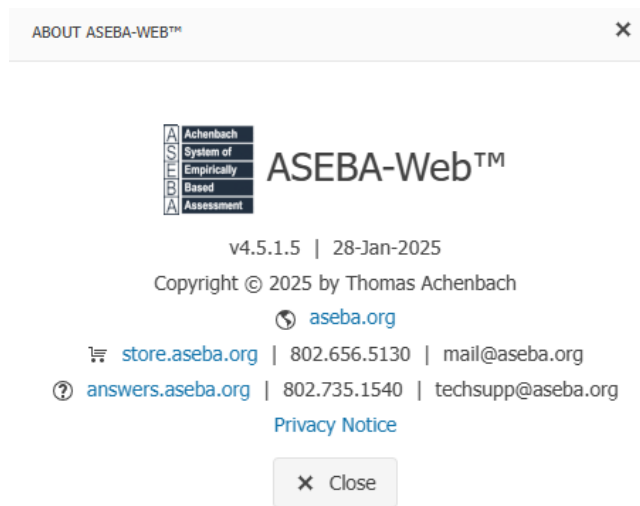 ABOUT ASEBA-WEB™
A Achenbach
S System of
E Empirically
B Based
A Assessment
ASEBA-Web™
v4.5.1.5 | 28-Jan-2025
Copyright © 2025 by Thomas Achenbach
aseba.org
store.aseba.org | 802.656.5130 | mail@aseba.org
answers.aseba.org | 802.735.1540 | techsupp@aseba.org
Privacy Notice
Close